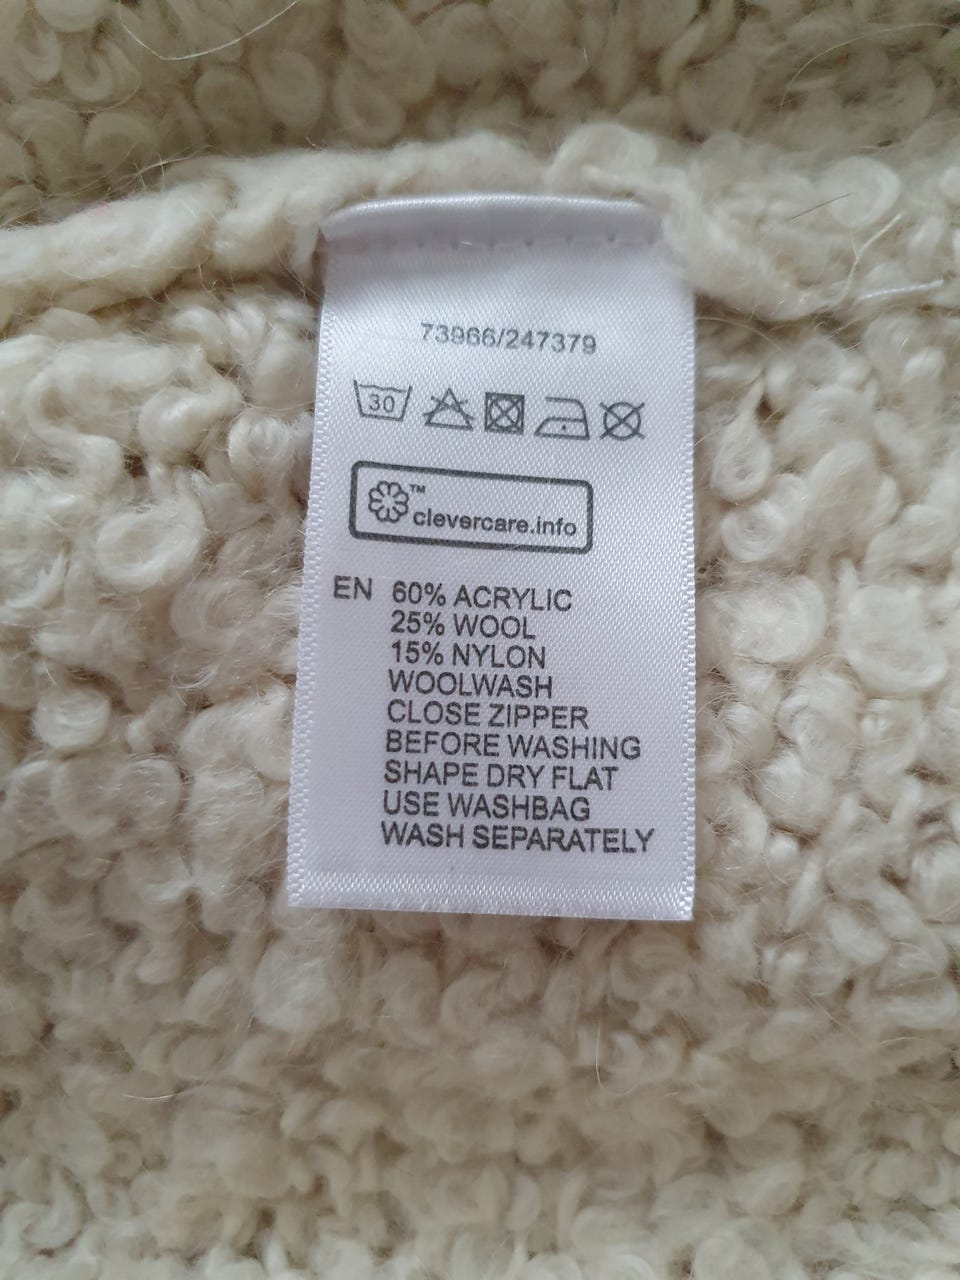 73966/247379
30
™
clevercare.info
EN 60% ACRYLIC
25% WOOL
15% NYLON
WOOLWASH
CLOSE ZIPPER
BEFORE WASHING
SHAPE DRY FLAT
USE WASHBAG
WASH SEPARATELY